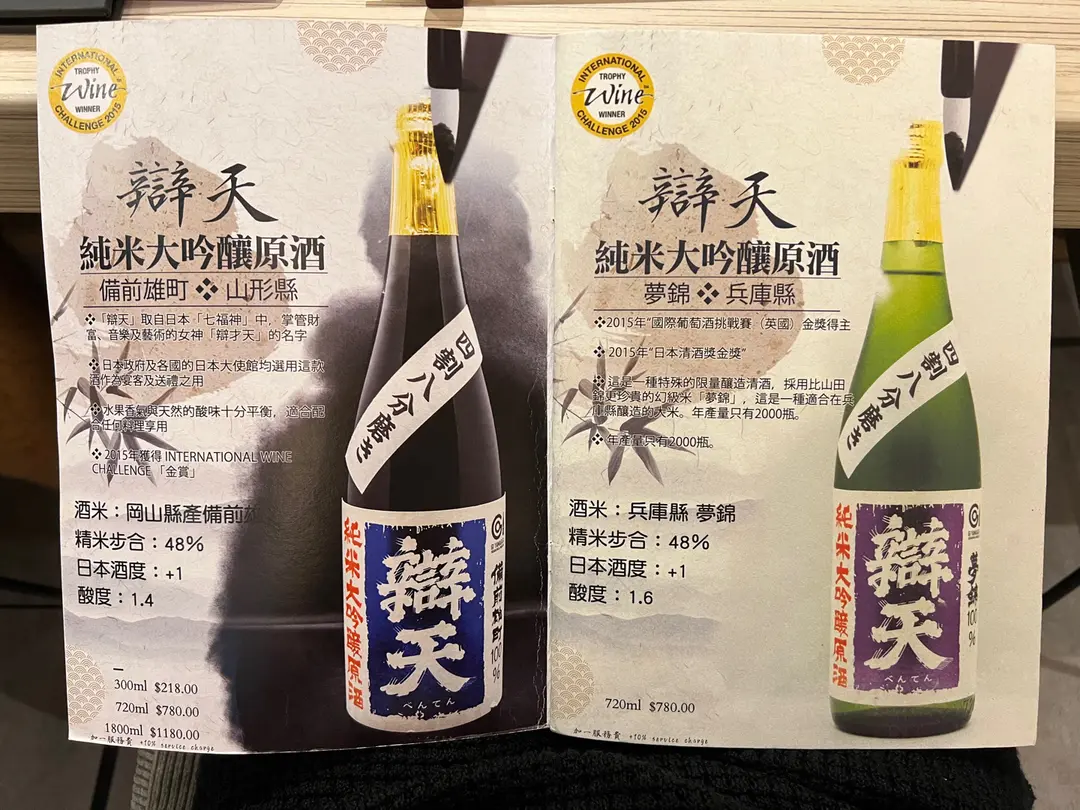 INTERNATIONAL
TROPHY
Wine
WINNER
CHALLENGE 2015
辯天
純米大吟釀原酒
備前雄町 ❖ 山形縣
❖「辯天」取自日本「七福神」中，掌管財
富、音樂及藝術的女神「辯才天」的名字
❖日本政府及各國的日本大使館均選用這款
酒作為宴客及送禮之用
❖水果香氣與天然的酸味十分平衡，適合配
合任何料理享用
❖2015年獲得 INTERNATIONAL WINE
CHALLENGE「金賞」
酒米：岡山縣產備前雄
精米步合：48%
日本酒度：+1
酸度：1.4
300ml $218.00
720ml $780.00
1800ml $1180.00
加一服務費 +10% service charge
四割八分磨き
純米大吟醸原酒
辯天
べんてん
備前雄町100%
INTERNATIONAL
TROPHY
Wine
WINNER
CHALLENGE 2015
辯天
純米大吟釀原酒
夢錦 ❖ 兵庫縣
❖2015年"國際葡萄酒挑戰賽（英國）金獎得主
❖ 2015年"日本清酒獎金獎"
❖ 這是一種特殊的限量釀造清酒，採用比山田
錦更珍貴的幻級米「夢錦」，這是一種適合在兵
庫縣釀造的大米。年產量只有2000瓶。
❖ 年產量只有2000瓶。
酒米：兵庫縣 夢錦
精米步合：48%
日本酒度：+1
酸度：1.6
720ml $780.00
加一服務費 +10% service charge
四割八分磨き
純米大吟醸原酒
辯天
べんてん
夢錦100%